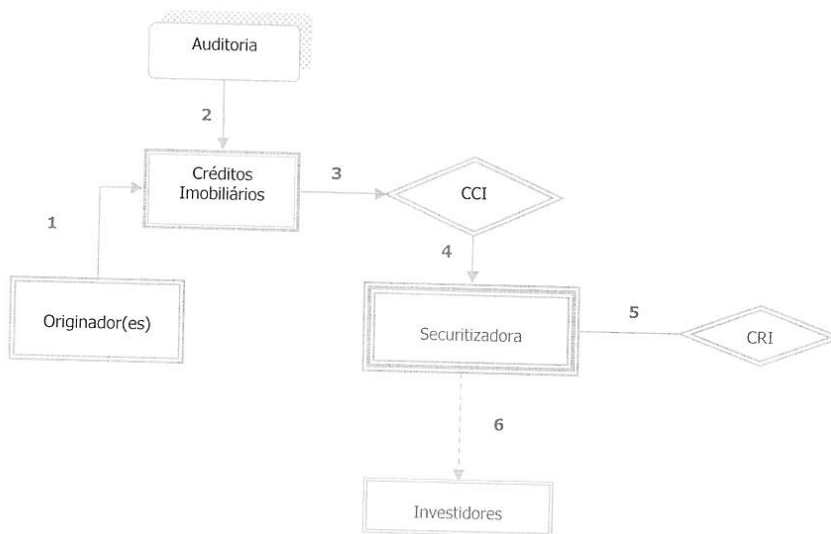 Auditoria
2
Créditos
Imobiliários
3
CCI
1
4
Originador(es)
Securitizadora
5
CRI
6
Investidores